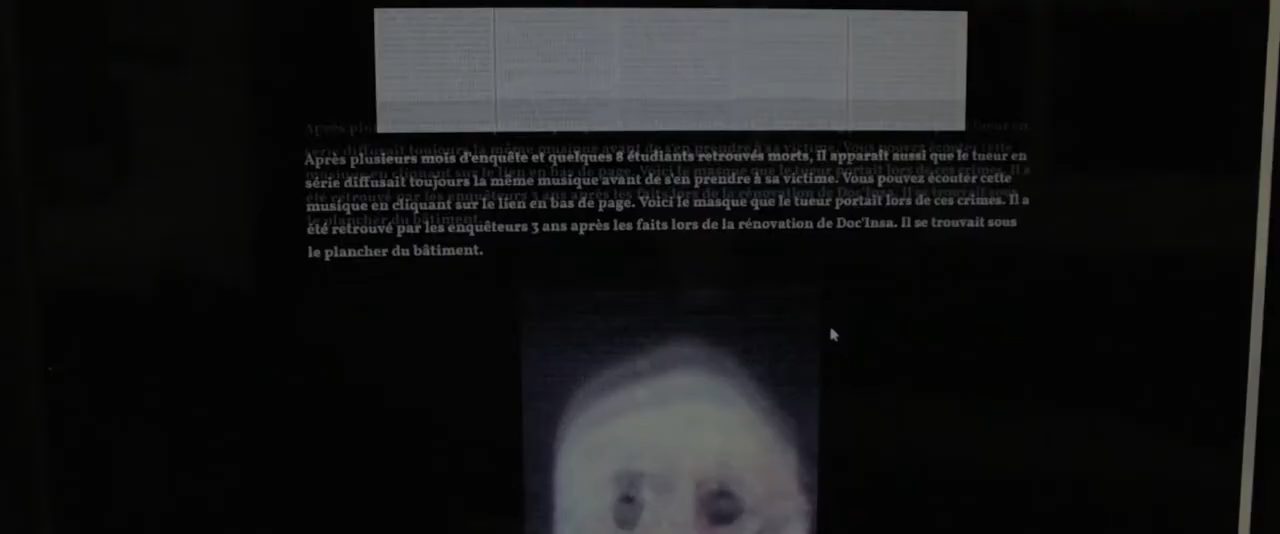 Après plusieurs mois d'enquête et quelques 8 étudiants retrouvés morts, Il apparaît aussi que le tueur en
série diffusait toujours la même musique avant de s'en prendre à sa victime. Vous pouvez écouter cette
musique en cliquant sur le lien en bas de page. Voici le masque que le tueur portait lors de ces crimes. Il a
été retrouvé par les enquêteurs 3 ans après les faits lors de la rénovation de Doc'Insa. Il se trouvait sous
le plancher du bâtiment.